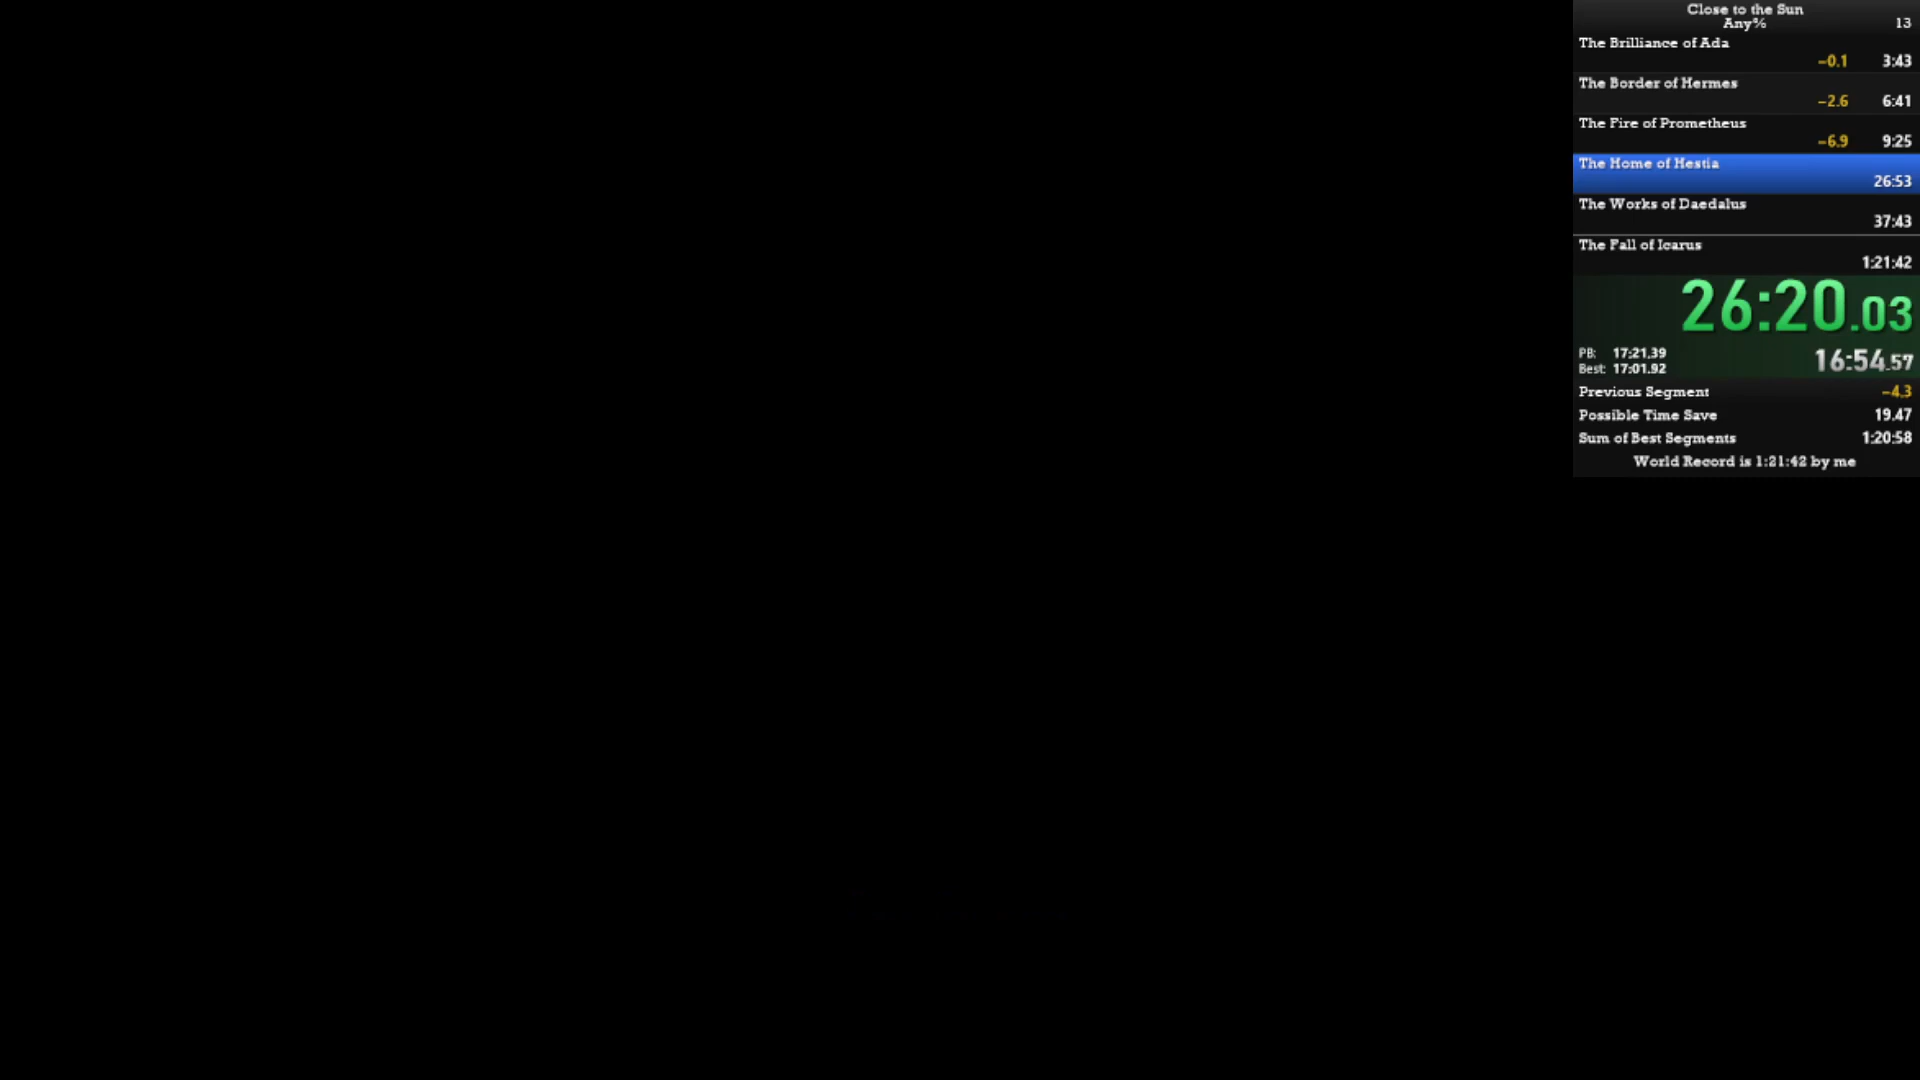 Close to the Sun
Any% 13
The Brilliance of Ada
-0.1 3:43
The Border of Hermes
-2.6 6:41
The Fire of Prometheus
-6.9 9:25
The Home of Hestia
26:53
The Works of Daedalus
37:43
The Fall of Icarus
1:21:42
26:20.03
PB: 17:21.39 16:54.57
Best: 17:01.92
Previous Segment -4.3
Possible Time Save 19.47
Sum of Best Segments 1:20:58
World Record is 1:21:42 by me